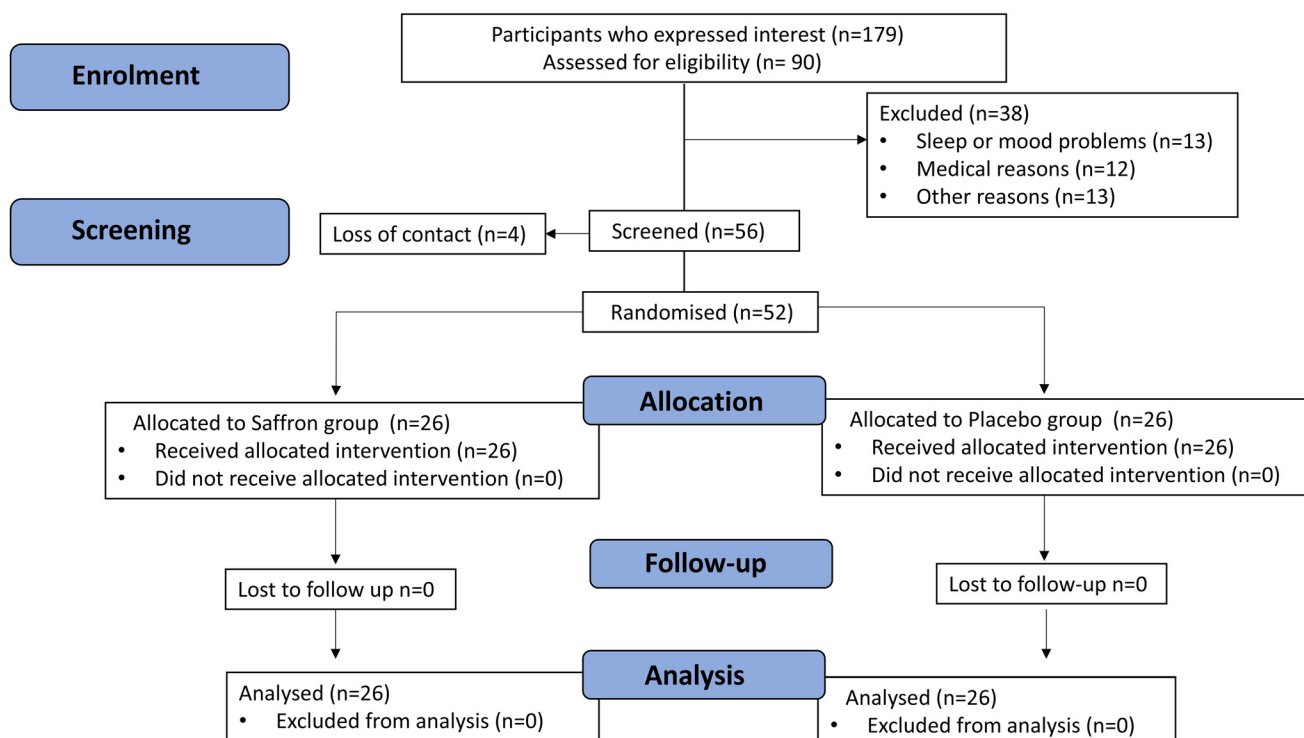 Enrolment
Participants who expressed interest (n=179)
Assessed for eligibility (n= 90)
Excluded (n=38)
• Sleep or mood problems (n=13)
• Medical reasons (n=12)
• Other reasons (n=13)
Screening
Loss of contact (n=4)
Screened (n=56)
Randomised (n=52)
Allocation
Allocated to Saffron group (n=26)
• Received allocated intervention (n=26)
• Did not receive allocated intervention (n=0)
Allocated to Placebo group (n=26)
• Received allocated intervention (n=26)
• Did not receive allocated intervention (n=0)
Follow-up
Lost to follow up n=0
Lost to follow-up n=0
Analysis
Analysed (n=26)
• Excluded from analysis (n=0)
Analysed (n=26)
• Excluded from analysis (n=0)